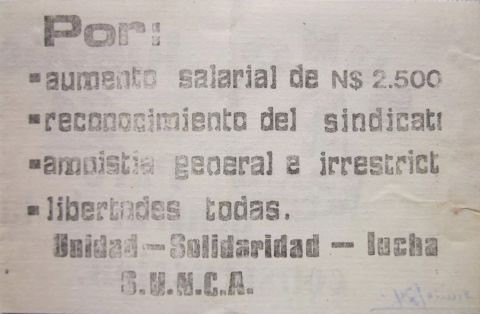 Por:
▪aumento salarial de N$ 2.500
▪reconocimiento del sindicat
▪amnistia general e irrestrict
▪libertades todas.
Unidad — Solidaridad — lucha
S.U.N.C.A.